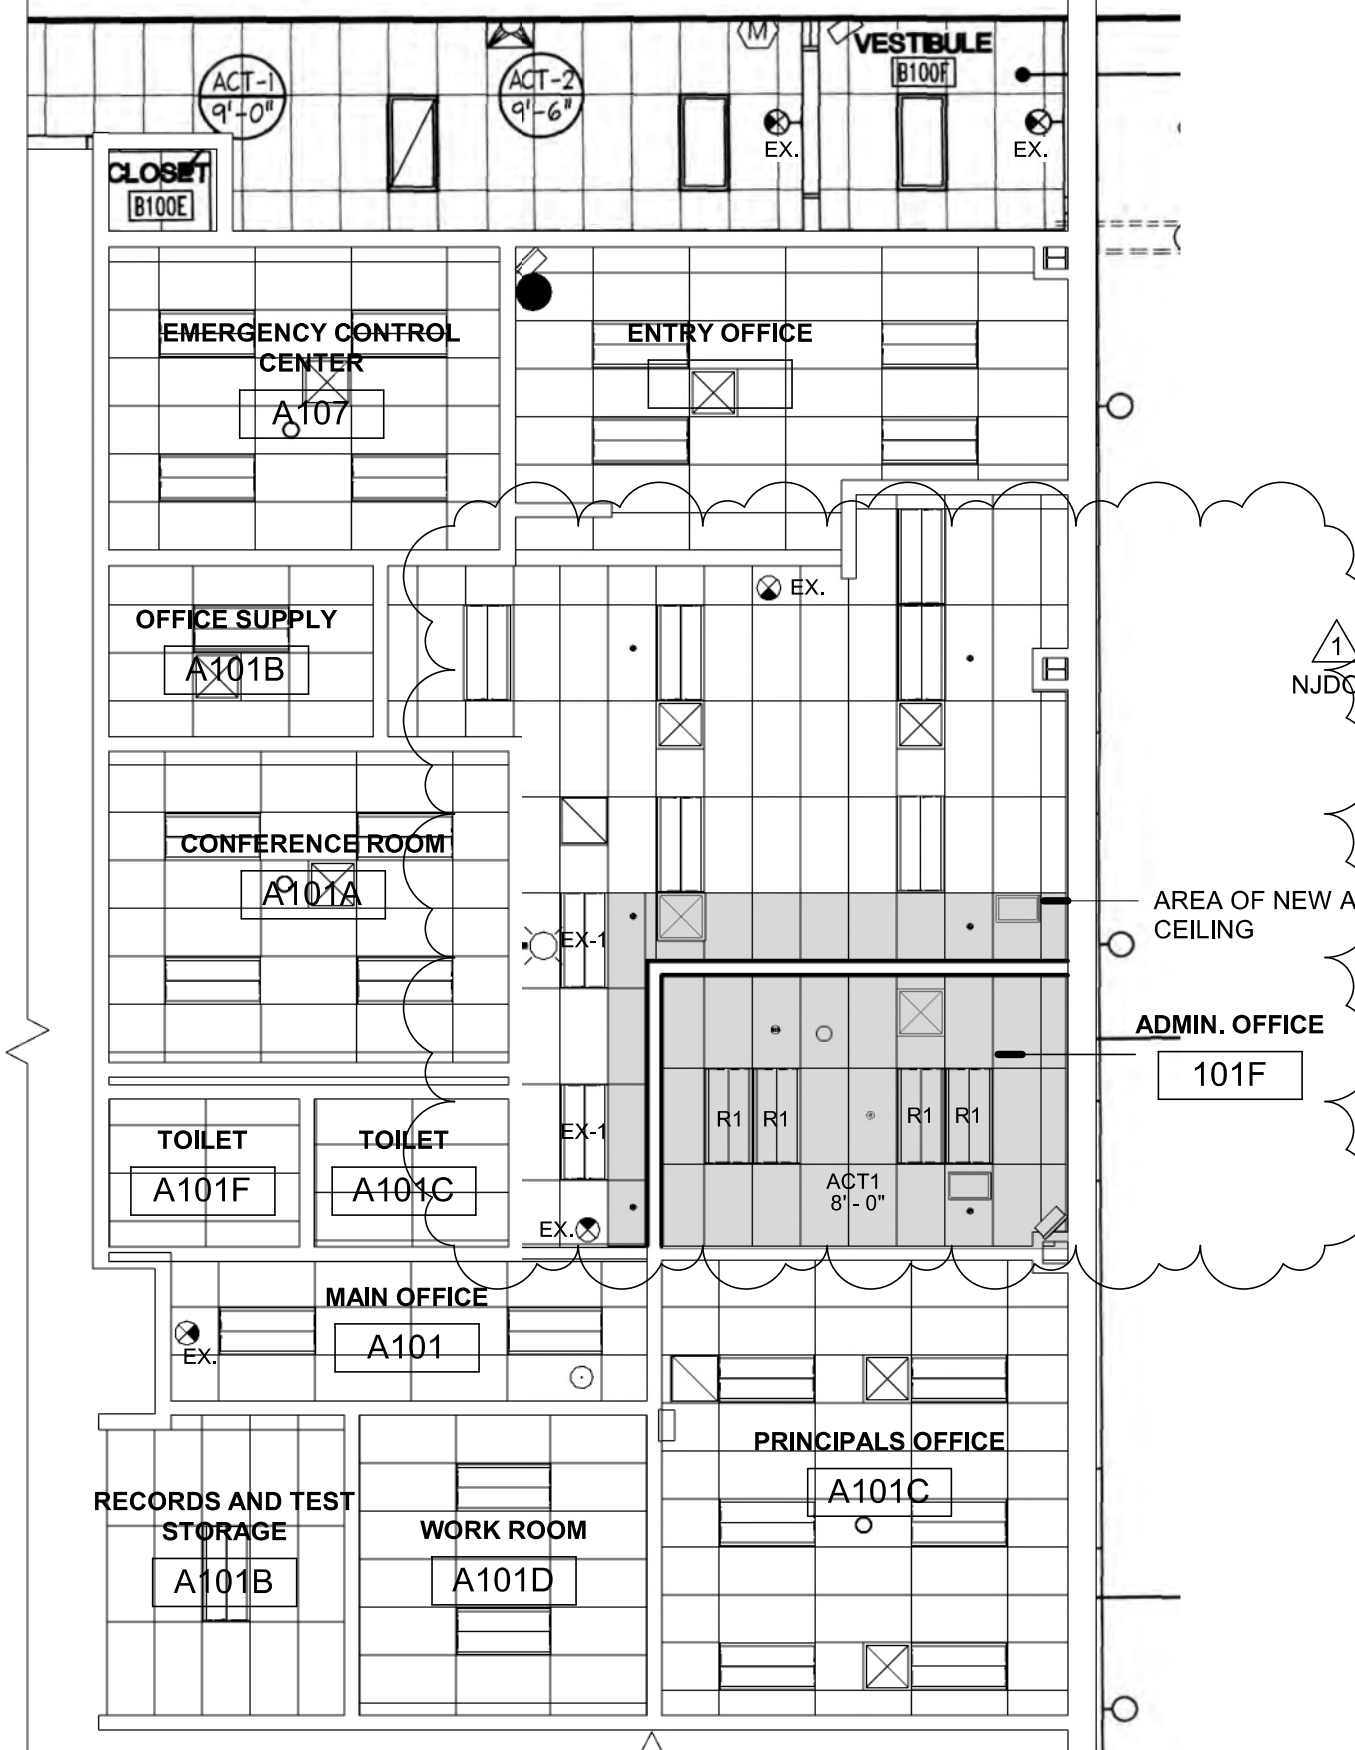 M
VESTIBULE
B100F
ACT-1
9'-0"
ACT-2
9'-6"
EX.
EX.
CLOSET
B100E
EMERGENCY CONTROL
CENTER
A107
ENTRY OFFICE
EX.
OFFICE SUPPLY
A101B
1
CONFERENCE ROOM
A101A
AREA OF NEW A
CEILING
EX-1
ADMIN. OFFICE
101F
R1 R1 R1 R1
EX-1
TOILET
A101F
TOILET
A101C
ACT1
8' - 0"
EX.
MAIN OFFICE
A101
EX.
PRINCIPALS OFFICE
A101C
RECORDS AND TEST
STORAGE
A101B
WORK ROOM
A101D